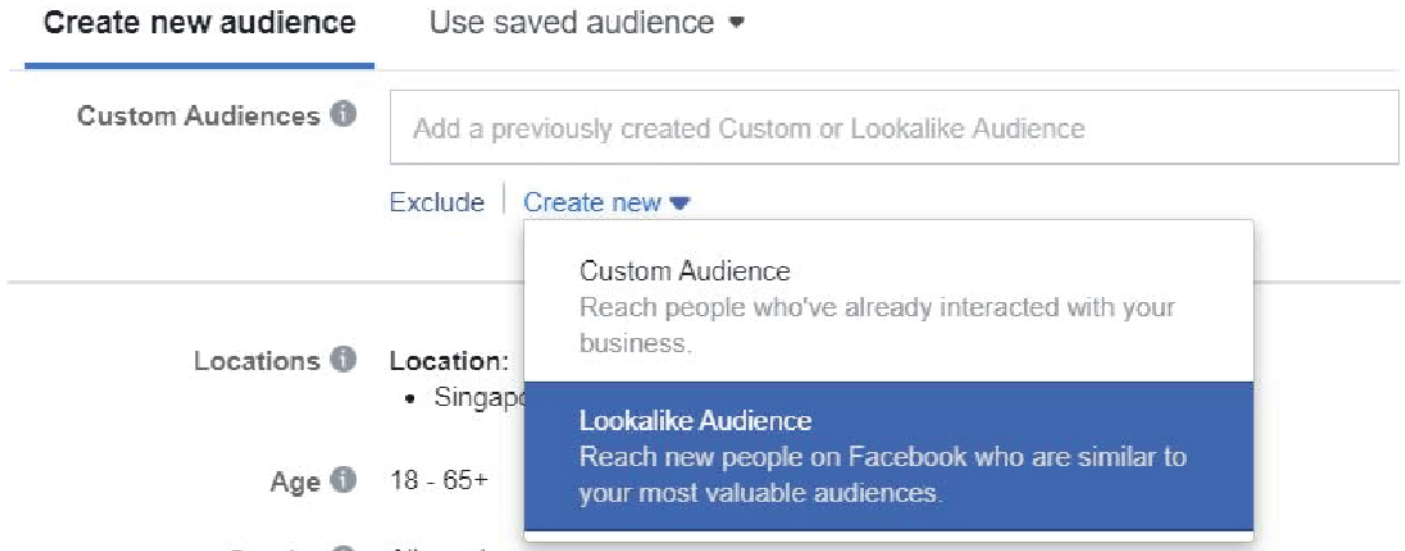 Create new audience Use saved audience
Custom Audiences Add a previously created Custom or Lookalike Audience
Exclude Create new
Custom Audience
Reach people who've already interacted with your
business.
Locations Location:
Lookalike Audience
Reach new people on Facebook who are similar to
your most valuable audiences.
Age 18 - 65+